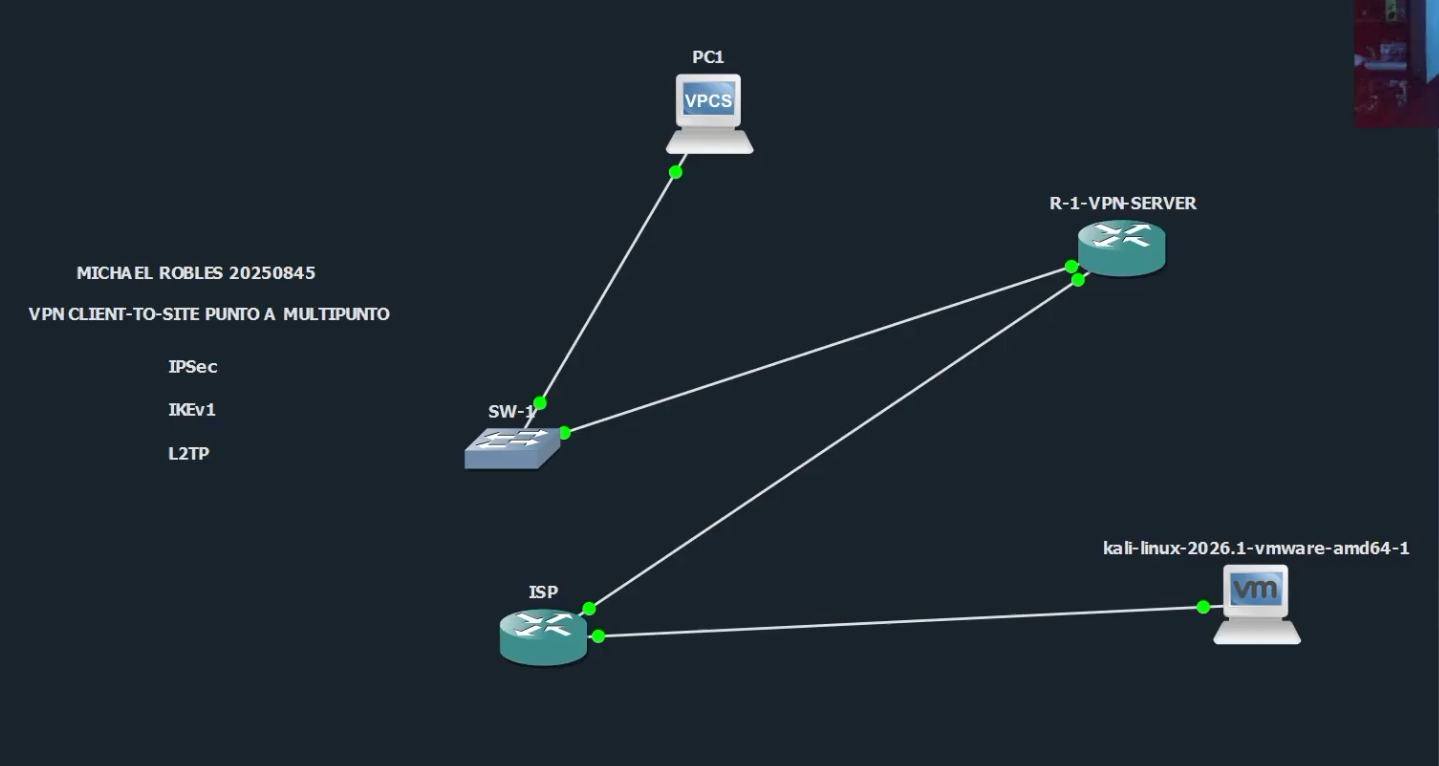 PC1
VPCS
R-1-VPN-SERVER
MICHAEL ROBLES 20250845
VPN CLIENT-TO-SITE PUNTO A MULTIPUNTO
IPSec
IKEv1
L2TP
SW-1
kali-linux-2026.1-vmware-amd64-1
vm
ISP